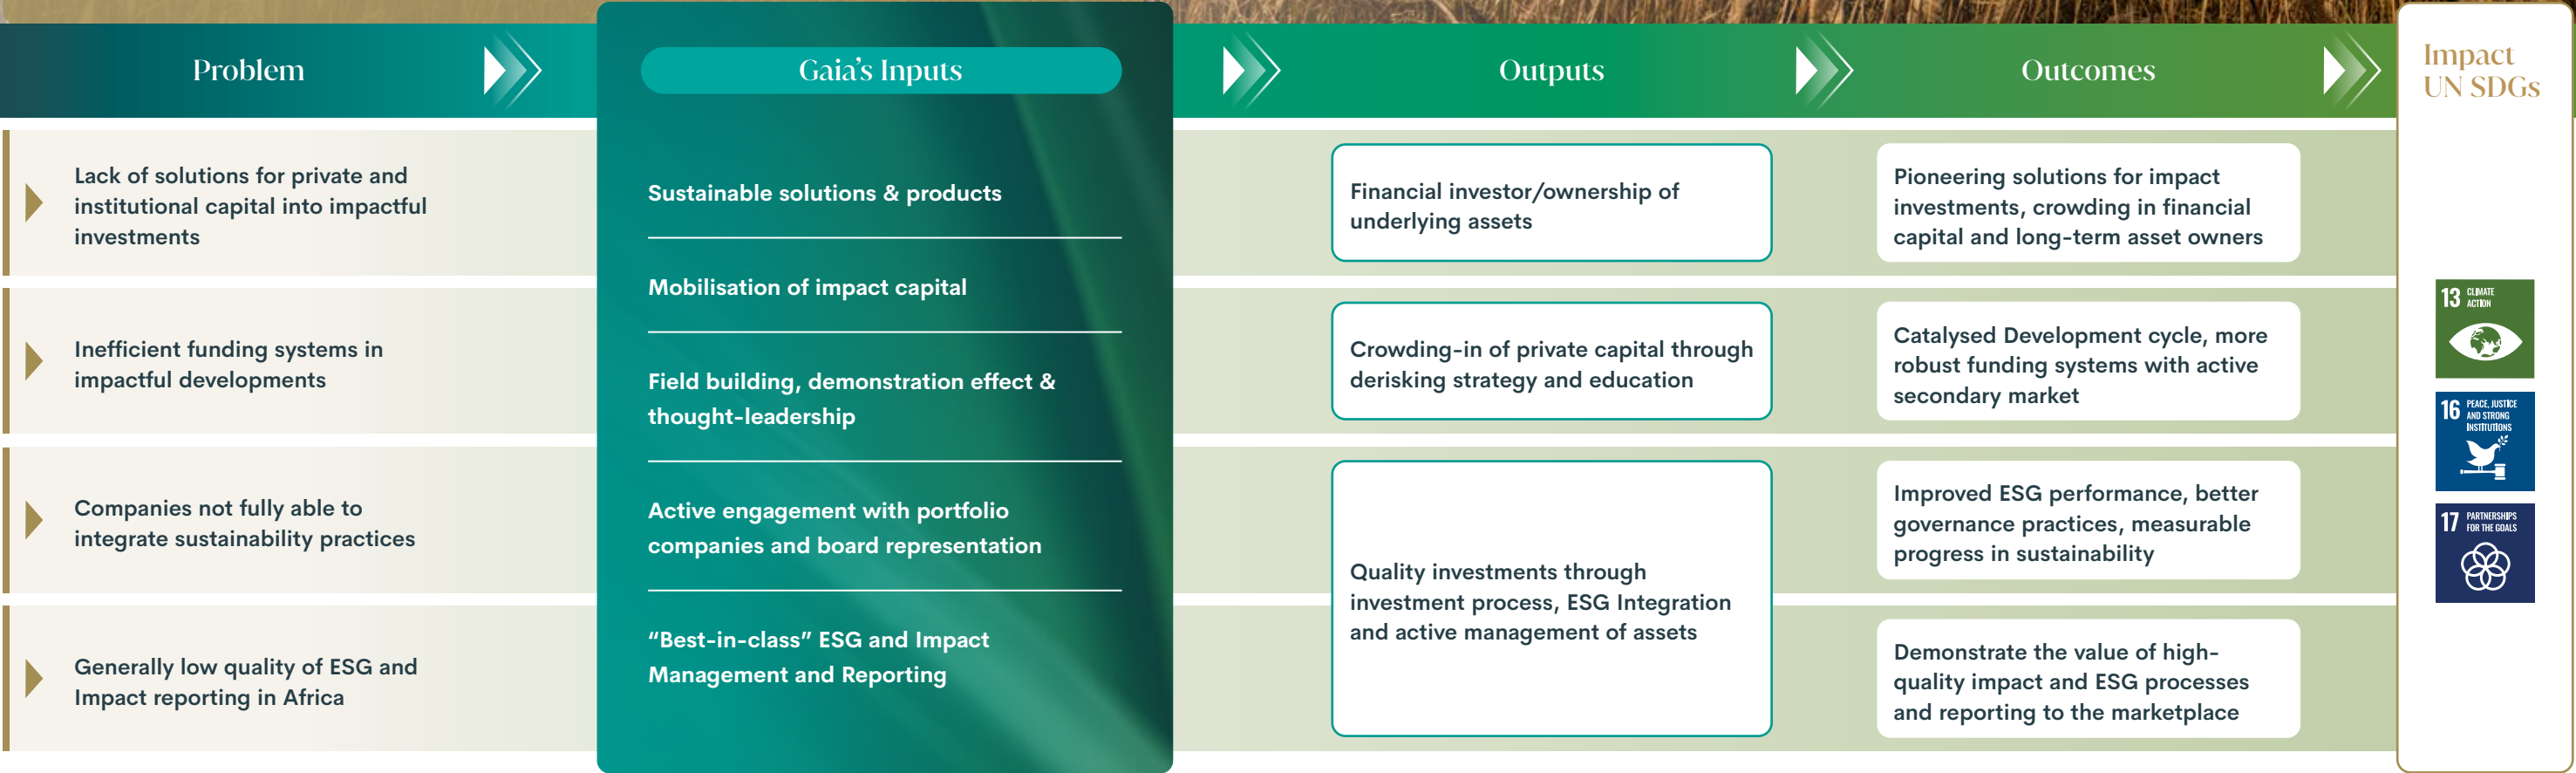 Problem
Gaia's Inputs
Outputs
Outcomes
Impact
UN SDGs
Lack of solutions for private and
institutional capital into impactful
investments
Inefficient funding systems in
impactful developments
Companies not fully able to
integrate sustainability practices
Generally low quality of ESG and
Impact reporting in Africa
Sustainable solutions & products
Mobilisation of impact capital
Field building, demonstration effect &
thought-leadership
Active engagement with portfolio
companies and board representation
“Best-in-class” ESG and Impact
Management and Reporting
Financial investor/ownership of
underlying assets
Crowding-in of private capital through
derisking strategy and education
Quality investments through
investment process, ESG Integration
and active management of assets
Pioneering solutions for impact
investments, crowding in financial
capital and long-term asset owners
Catalysed Development cycle, more
robust funding systems with active
secondary market
Improved ESG performance, better
governance practices, measurable
progress in sustainability
Demonstrate the value of high-
quality impact and ESG processes
and reporting to the marketplace
13 CLIMATE
ACTION
16 PEACE, JUSTICE
AND STRONG
INSTITUTIONS
17 PARTNERSHIPS
FOR THE GOALS